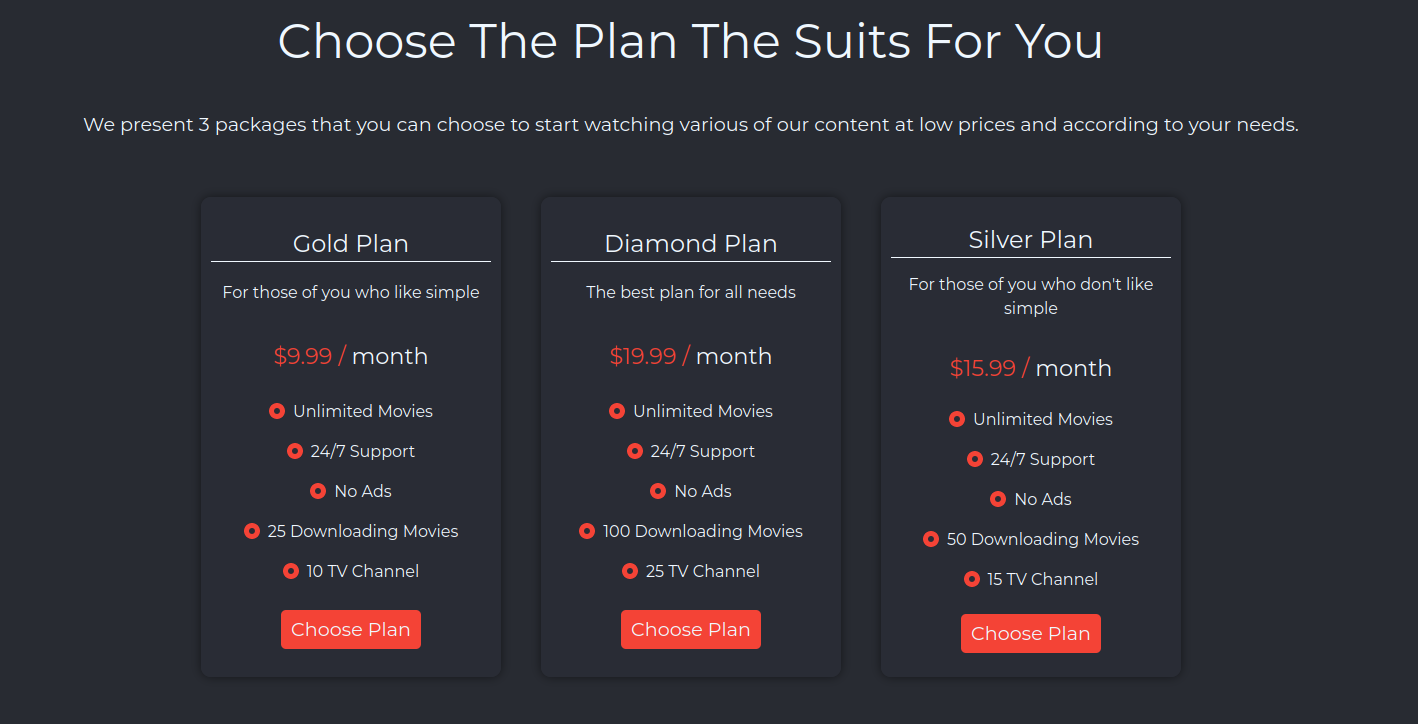 Choose The Plan The Suits For You
We present 3 packages that you can choose to start watching various of our content at low prices and according to your needs.
Gold Plan
For those of you who like simple
$9.99 / month
Unlimited Movies
24/7 Support
No Ads
25 Downloading Movies
10 TV Channel
Choose Plan
Diamond Plan
The best plan for all needs
$19.99 / month
Unlimited Movies
24/7 Support
No Ads
100 Downloading Movies
25 TV Channel
Choose Plan
Silver Plan
For those of you who don't like
simple
$15.99 / month
Unlimited Movies
24/7 Support
No Ads
50 Downloading Movies
15 TV Channel
Choose Plan